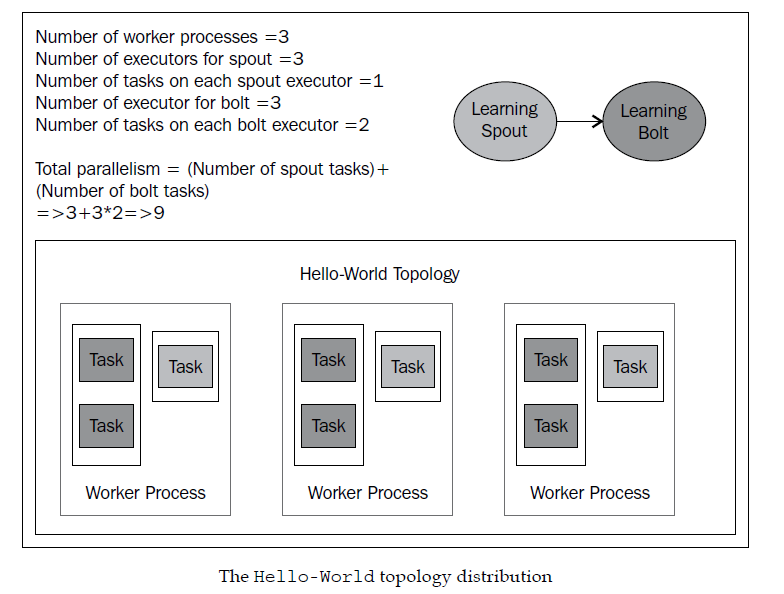 Number of worker processes =3
Number of executors for spout =3
Number of tasks on each spout executor =1
Number of executor for bolt =3
Number of tasks on each bolt executor =2
Total parallelism = (Number of spout tasks)+
(Number of bolt tasks)
=>3+3*2=>9
Learning
Spout
Learning
Bolt
Hello-World Topology
Task
Task
Task
Worker Process
Task
Task
Task
Worker Process
Task
Task
Task
Worker Process
The Hello-World topology distribution